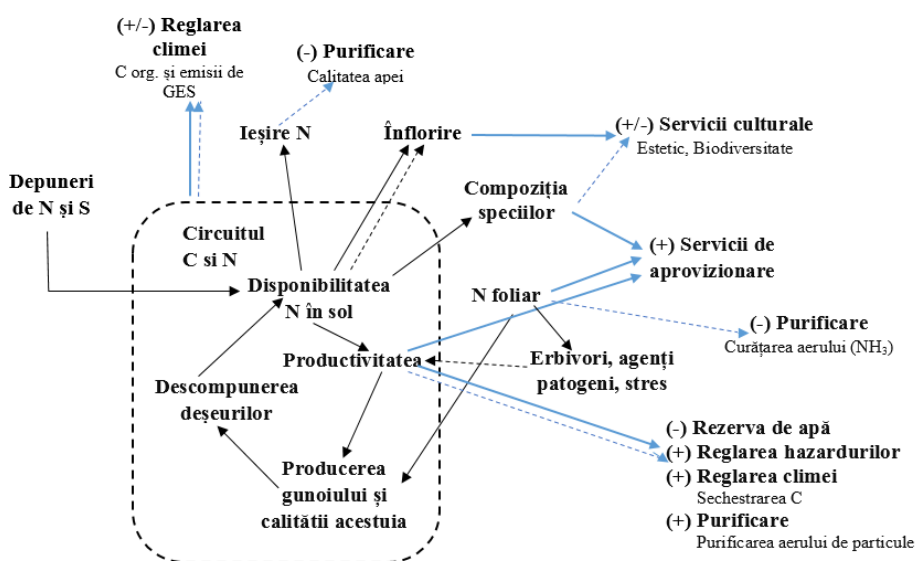 (+/-) Reglarea
climei
C org. și emisii de
GES
(-) Purificare
Calitatea apei
Ieșire N
Înflorire
(+/-) Servicii culturale
Estetic, Biodiversitate
Depuneri
de N și S
Compoziția
speciilor
Circuitul
C si N
(+) Servicii de
aprovizionare
Disponibilitatea
N în sol
N foliar
(-) Purificare
Curățarea aerului (NH3)
Productivitatea
Erbivori, agenți
patogeni, stres
Descompunerea
deșeurilor
(-) Rezerva de apă
(+) Reglarea hazardurilor
(+) Reglarea climei
Sechestrarea C
(+) Purificare
Purificarea aerului de particule
Producerea
gunoiului și
calității acestuia